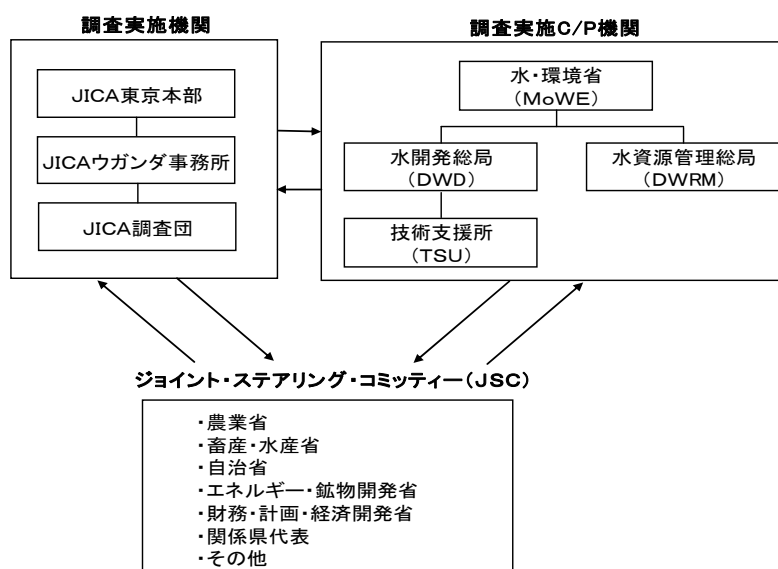 調査実施機関
JICA東京本部
JICAウガンダ事務所
JICA調査団
調査実施C/P機関
水・環境省
(MoWE)
水開発総局
(DWD)
水資源管理総局
(DWRM)
技術支援所
(TSU)
ジョイント・ステアリング・コミッティー(JSC)
・農業省
・畜産・水産省
・自治省
・エネルギー・鉱物開発省
・財務・計画・経済開発省
・関係県代表
・その他